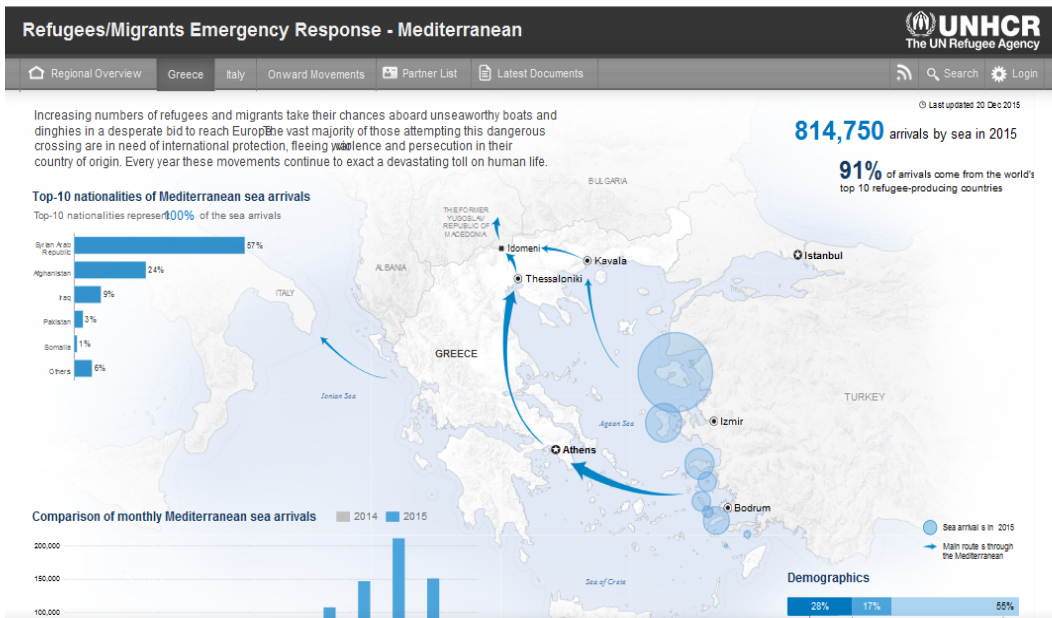 Refugees/Migrants Emergency Response - Mediterranean
UNHCR
The UN Refugee Agency
Regional Overview
Greece
Italy
Onward Movements
Partner List
Latest Documents
Search
Login
Last updated 20 Dec 2015
Increasing numbers of refugees and migrants take their chances aboard unseaworthy boats and
dinghies in a desperate bid to reach Europe. The vast majority of those attempting this dangerous
crossing are in need of international protection, fleeing war, violence and persecution in their
country of origin. Every year these movements continue to exact a devastating toll on human life.
814,750 arrivals by sea in 2015
91% of arrivals come from the world's
top 10 refugee-producing countries
Top-10 nationalities of Mediterranean sea arrivals
Top-10 nationalities represent 100% of the sea arrivals
Syrian Arab
Republic
57%
Afghanistan
24%
Iraq
9%
Pakistan
3%
Somalia
1%
Others
6%
BULGARIA
THE FORMER
YUGOSLAV
REPUBLIC OF
MACEDONIA
Idomeni
Kavala
Istanbul
ALBANIA
Thessaloniki
ITALY
GREECE
Ionian Sea
TURKEY
Agean Sea
Izmir
Athens
Bodrum
Sea of Crete
Sea arrivals in 2015
Main routes through
the Mediterranean
Comparison of monthly Mediterranean sea arrivals
2014
2015
200,000
150,000
100,000
Demographics
28%
17%
55%